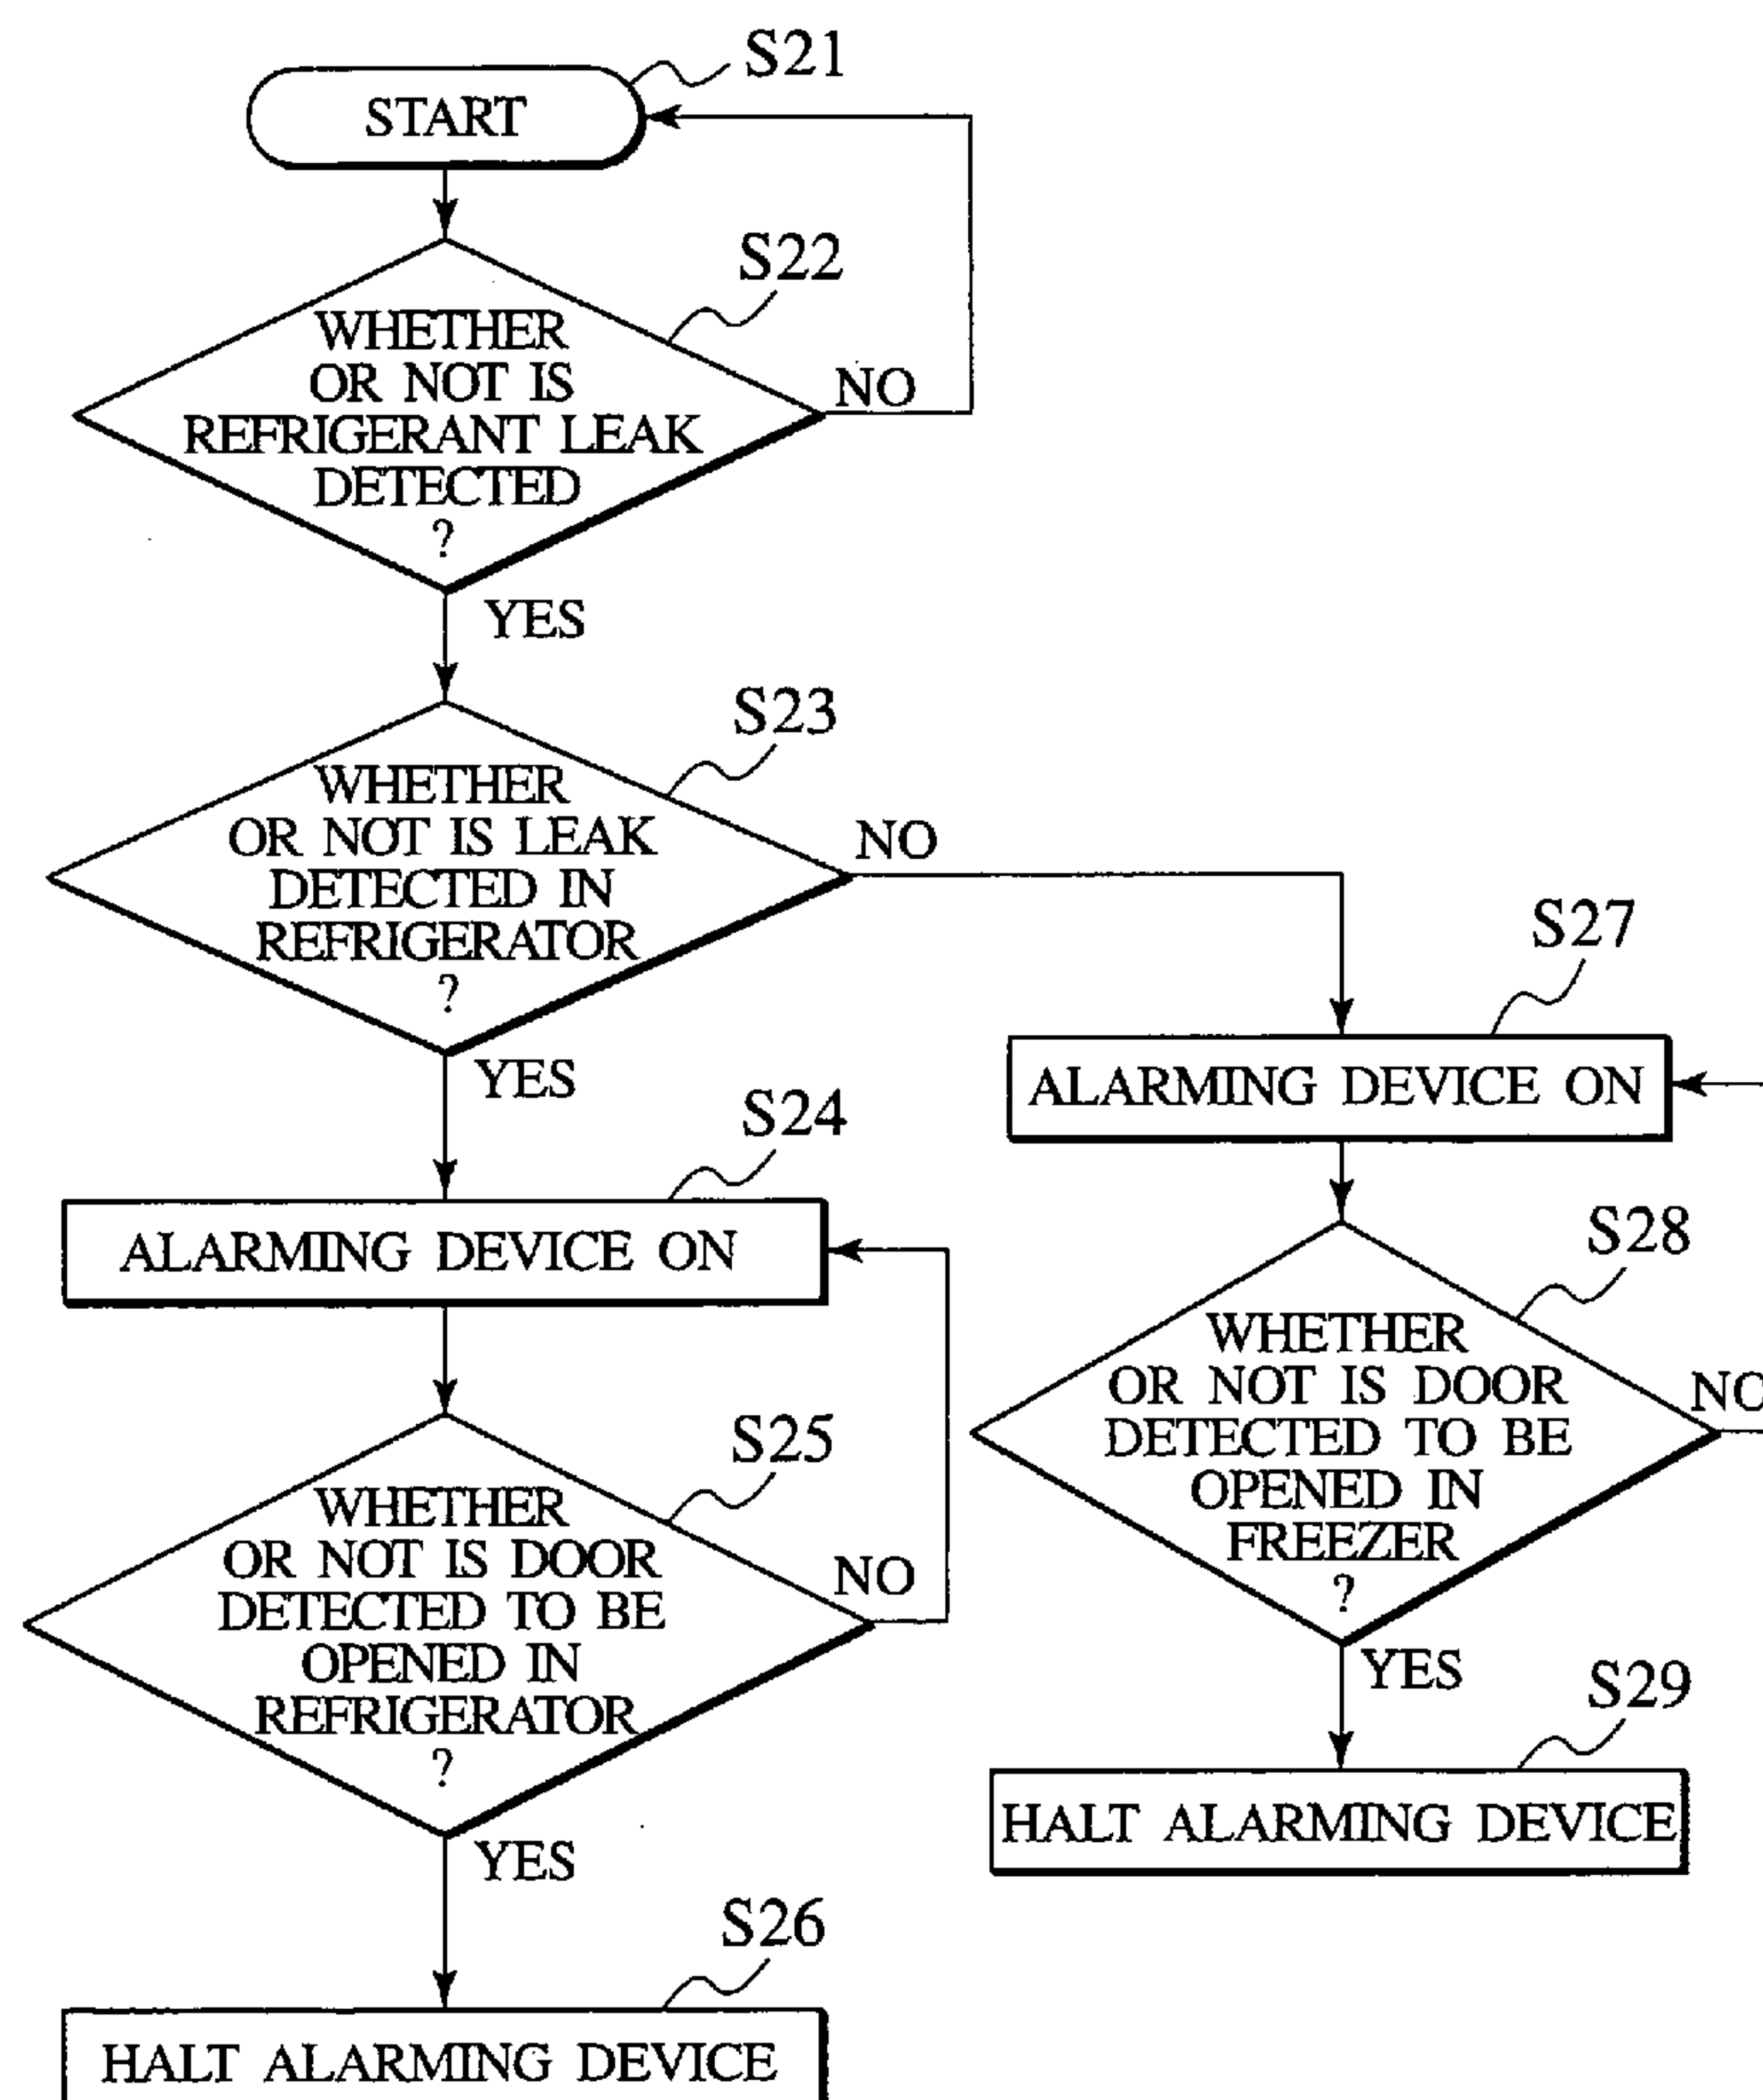 S21
START
S22
WHETHER
OR NOT IS
REFRIGERANT LEAK
DETECTED
?
NO
YES
S23
WHETHER
OR NOT IS LEAK
DETECTED IN
REFRIGERATOR
?
NO
YES
S24
ALARMING DEVICE ON
S25
WHETHER
OR NOT IS DOOR
DETECTED TO BE
OPENED IN
REFRIGERATOR
?
NO
YES
S26
HALT ALARMING DEVICE
S27
ALARMING DEVICE ON
S28
WHETHER
OR NOT IS DOOR
DETECTED TO BE
OPENED IN
FREEZER
?
NO
YES
S29
HALT ALARMING DEVICE